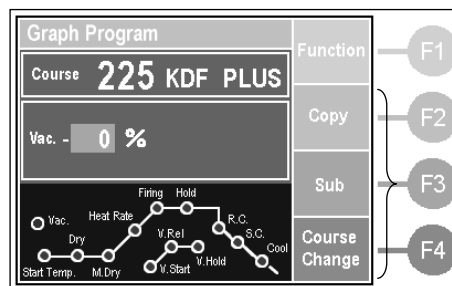 Graph Program
Function
F1
Course 225 KDF PLUS
Copy
F2
Vac. - 0 %
Sub
F3
Firing Hold
Vac.
Heat Rate
R.C.
Dry
V.Rel
S.C.
Course
Change
F4
Cool
Start Temp.
M.Dry
V.Start
V.Hold